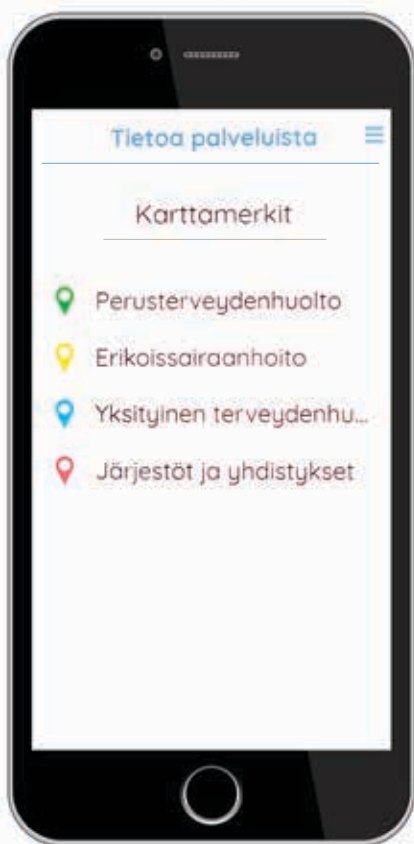 Tietoa palveluista
Karttamerkit
Perusterveydenhuolto
Erikoissairaanhoito
Yksityinen terveydenhu...
Järjestöt ja yhdistykset